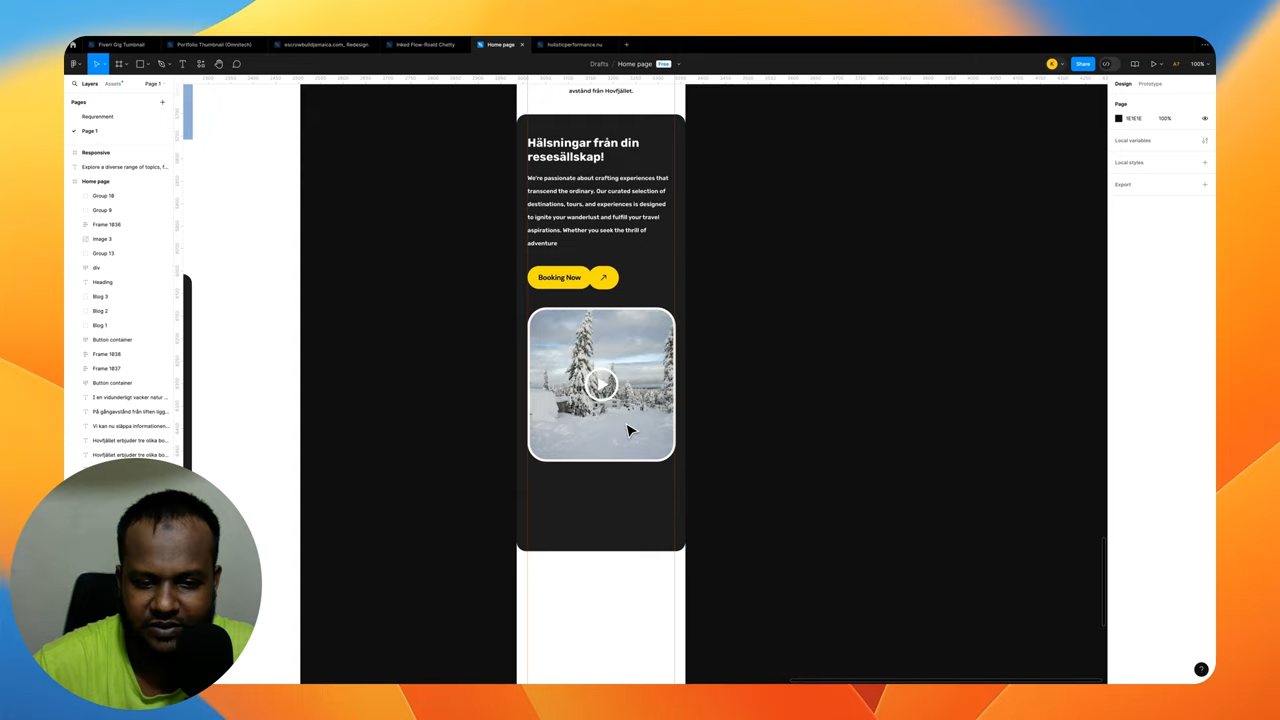 Fiverr Gig Tumbnail
Portfolio Thumbnail (Omnitech)
escrowbuildjamaica.com_ Redesign
Inked Flow-Roald Chetty
Home page
holisticperformance.nu
Drafts / Home page Free
K
Share
A?
100%
Layers
Assets
Page 1
Pages
Requrenment
Page 1
Responsive
Explore a diverse range of topics, f...
Home page
Group 16
Group 9
Frame 1036
image 3
Group 13
div
Heading
Blog 3
Blog 2
Blog 1
Button container
Frame 1038
Frame 1037
Button container
I en vidunderligt vacker natur ...
På gångavstånd från liften ligg...
Vi kan nu släppa informationen...
Hovfjället erbjuder tre olika bo...
Hovfjället erbjuder tre olika bo...
avstånd från Hovfjället.
Hälsningar från din
resesällskap!
We're passionate about crafting experiences that
transcend the ordinary. Our curated selection of
destinations, tours, and experiences is designed
to ignite your wanderlust and fulfill your travel
aspirations. Whether you seek the thrill of
adventure
Booking Now
Design
Prototype
Page
1E1E1E
100%
Local variables
Local styles
Export
?